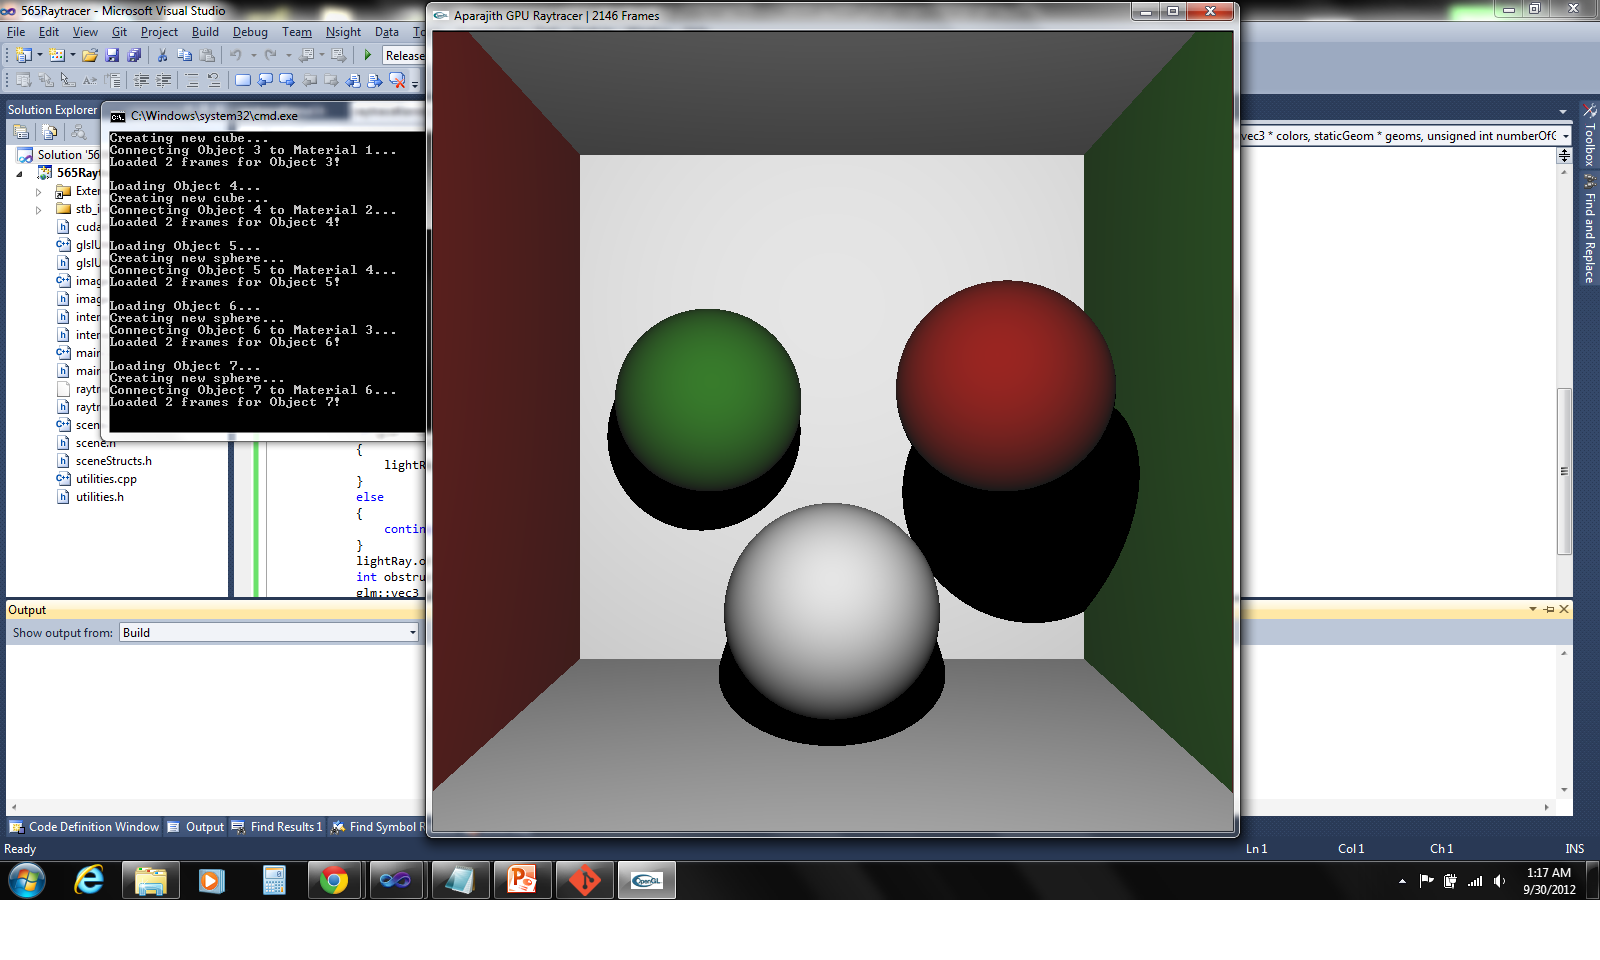 565Raytracer - Microsoft Visual Studio
File Edit View Git Project Build Debug Team Nsight Data
Release
Aparajith GPU Raytracer | 2146 Frames
Solution Explorer
Solution '56
565Ray
Exter
stb_i
cuda
glslU
glslU
imag
imag
inter
inter
main
main
raytr
raytr
scene
scene.h
sceneStructs.h
utilities.cpp
utilities.h
C:\Windows\system32\cmd.exe
Creating new cube...
Connecting Object 3 to Material 1...
Loaded 2 frames for Object 3!
Loading Object 4...
Creating new cube...
Connecting Object 4 to Material 2...
Loaded 2 frames for Object 4!
Loading Object 5...
Creating new sphere...
Connecting Object 5 to Material 4...
Loaded 2 frames for Object 5!
Loading Object 6...
Creating new sphere...
Connecting Object 6 to Material 3...
Loaded 2 frames for Object 6!
Loading Object 7...
Creating new sphere...
Connecting Object 7 to Material 6...
Loaded 2 frames for Object 7!
vec3 * colors, staticGeom * geoms, unsigned int numberOfG
Toolbox
Find and Replace
{
lightR
}
else
{
contin
}
lightRay.o
int obstru
glm::vec3
Output
Show output from: Build
Code Definition Window Output Find Results 1 Find Symbol R
Ready
Ln 1 Col 1 Ch 1 INS
OpenGL
1:17 AM
9/30/2012